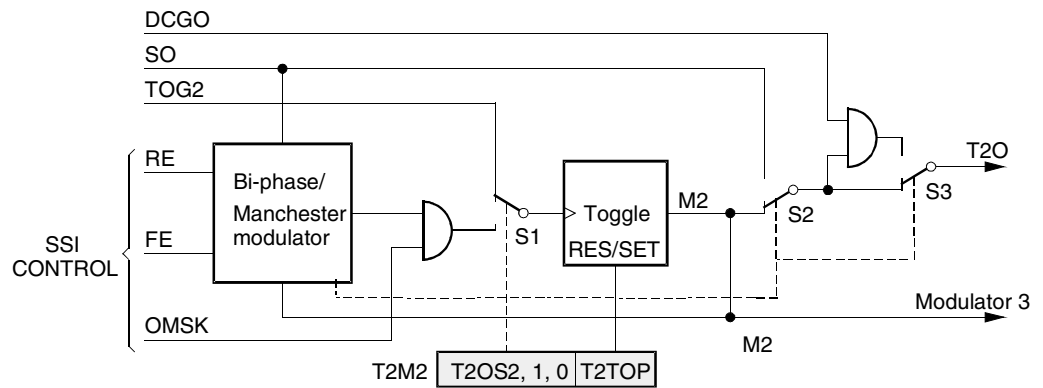 DCGO
SO
TOG2
RE
Bi-phase/
Manchester
modulator
FE
SSI
CONTROL
OMSK
S1
Toggle
RES/SET
M2
S2
S3
T2O
Modulator 3
M2
T2M2
T2OS2, 1, 0
T2TOP